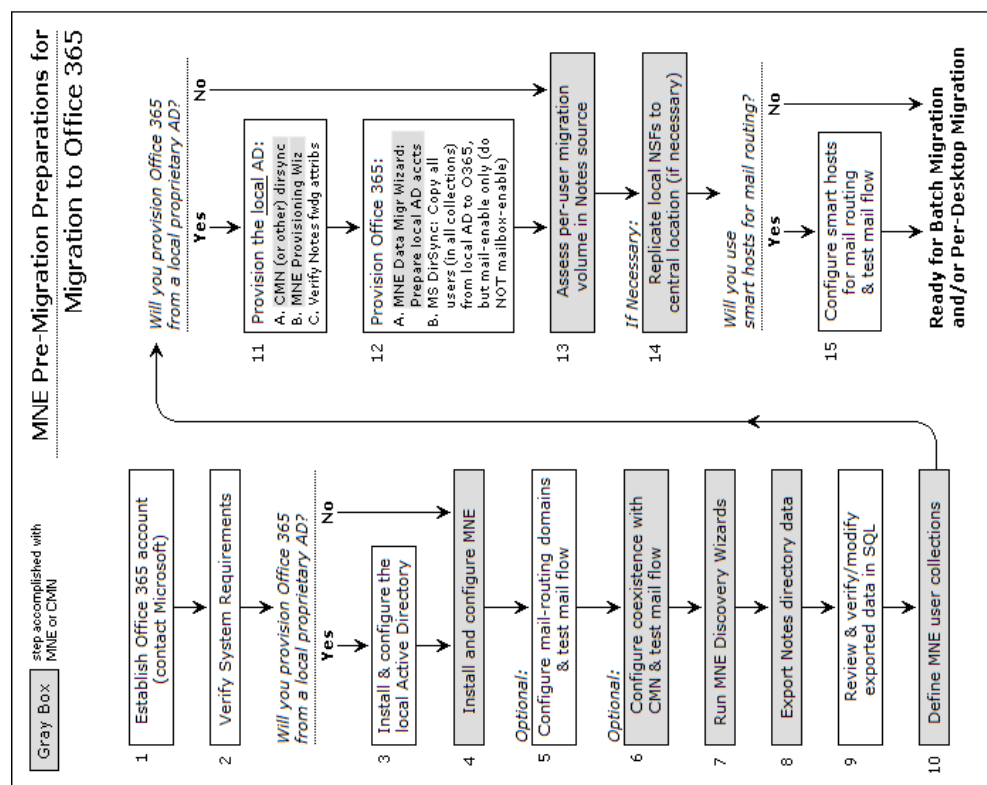 Gray Box
step accomplished with
MNE or CMN
MNE Pre-Migration Preparations for
Migration to Office 365
1
Establish Office 365 account
(contact Microsoft)
2
Verify System Requirements
Will you provision Office 365
from a local proprietary AD?
Yes
No
3
Install & configure the
local Active Directory
4
Install and configure MNE
Optional:
5
Configure mail-routing domains
& test mail flow
Optional:
6
Configure coexistence with
CMN & test mail flow
7
Run MNE Discovery Wizards
8
Export Notes directory data
9
Review & verify/modify
exported data in SQL
10
Define MNE user collections
Will you provision Office 365
from a local proprietary AD?
Yes
No
11
Provision the local AD:
A. CMN (or other) dirsync
B. MNE Provisioning Wiz
C. Verify Notes fwdg attribs
12
Provision Office 365:
A. MNE Data Migr Wizard:
Prepare local AD accts
B. MS DirSync: Copy all
users (in all collections)
from local AD to O365,
but mail-enable only (do
NOT mailbox-enable)
13
Assess per-user migration
volume in Notes source
If Necessary:
14
Replicate local NSFs to
central location (if necessary)
Will you use
smart hosts for mail routing?
Yes
No
15
Configure smart hosts
for mail routing
& test mail flow
Ready for Batch Migration
and/or Per-Desktop Migration